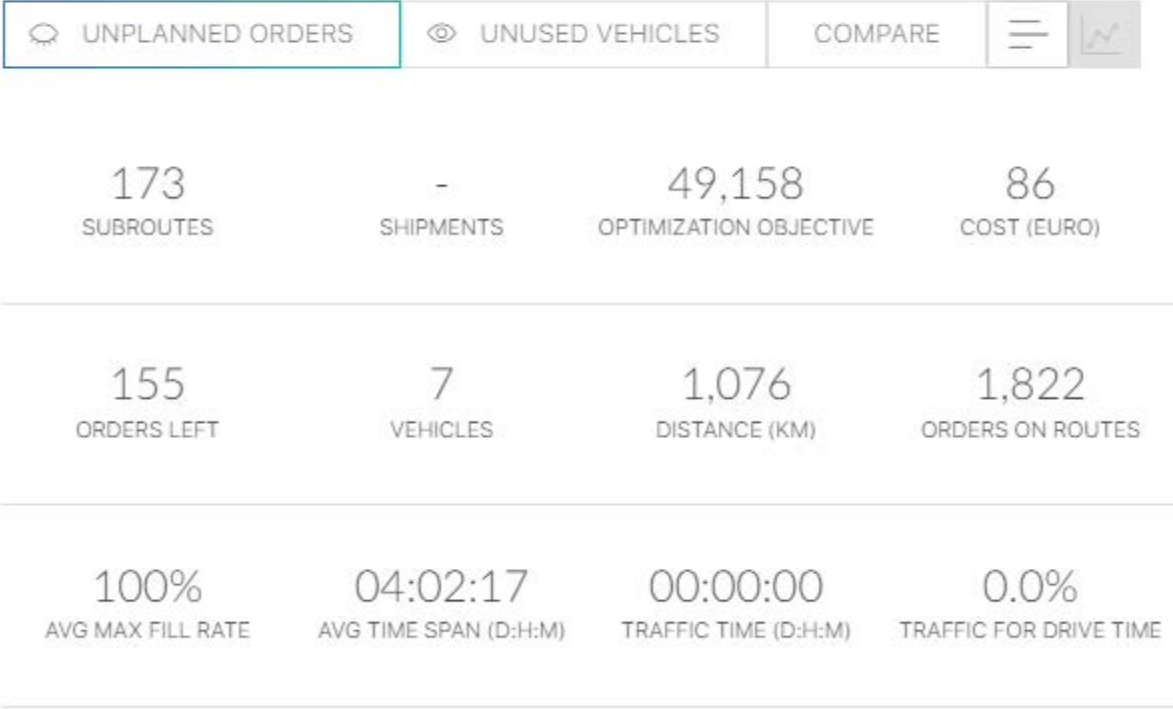 UNPLANNED ORDERS UNUSED VEHICLES COMPARE
173 - 49,158 86
SUBROUTES SHIPMENTS OPTIMIZATION OBJECTIVE COST (EURO)
155 7 1,076 1,822
ORDERS LEFT VEHICLES DISTANCE (KM) ORDERS ON ROUTES
100% 04:02:17 00:00:00 0.0%
AVG MAX FILL RATE AVG TIME SPAN (D:H:M) TRAFFIC TIME (D:H:M) TRAFFIC FOR DRIVE TIME